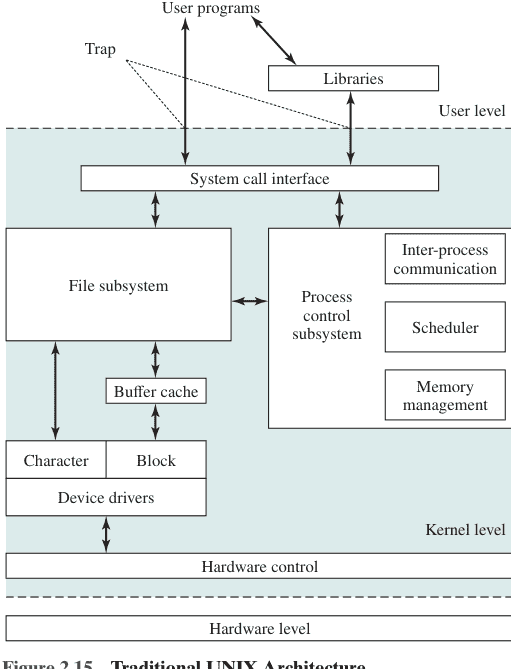 User programs
Trap
Libraries
User level
System call interface
File subsystem
Process
control
subsystem
Inter-process
communication
Scheduler
Memory
management
Buffer cache
Character
Block
Device drivers
Kernel level
Hardware control
Hardware level
Figure 2.15 Traditional UNIX Architecture